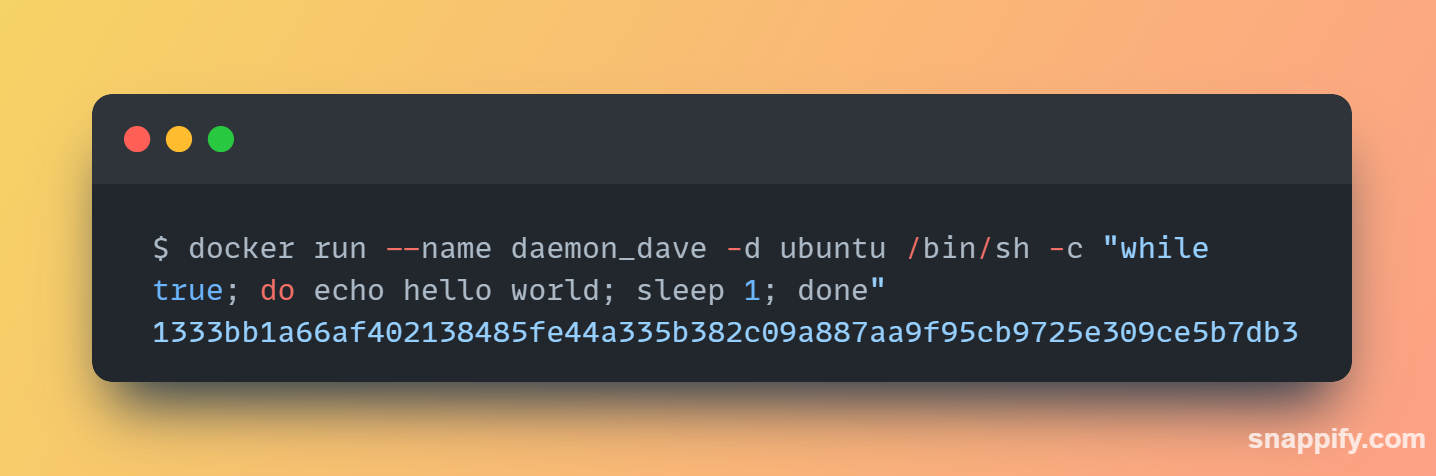 $ docker run --name daemon_dave -d ubuntu /bin/sh -c "while
true; do echo hello world; sleep 1; done"
1333bb1a66af402138485fe44a335b382c09a887aa9f95cb9725e309ce5b7db3
snappify.com